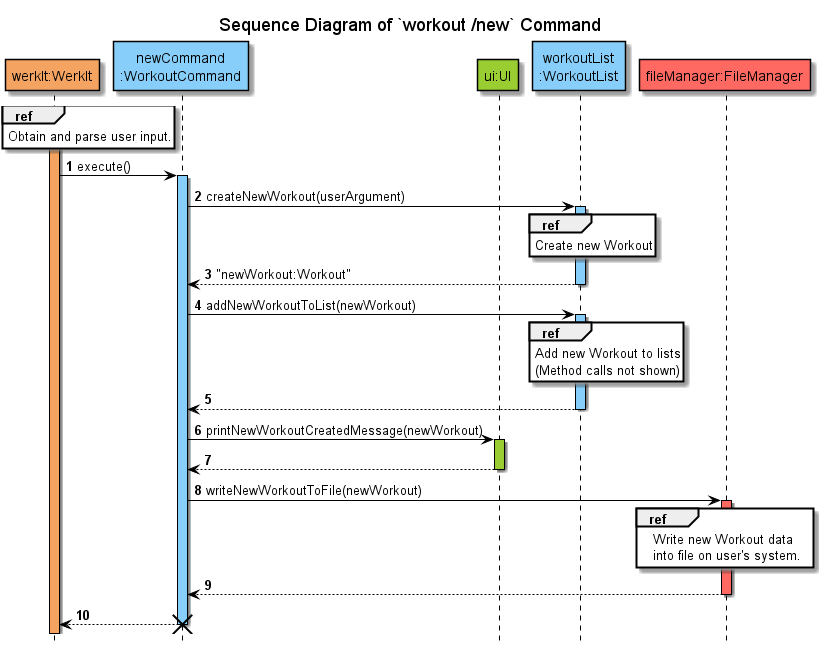 Sequence Diagram of `workout /new` Command
werkIt:WerkIt
newCommand
:WorkoutCommand
ui:UI
workoutList
:WorkoutList
fileManager:FileManager
ref
Obtain and parse user input.
1 execute()
2 createNewWorkout(userArgument)
ref
Create new Workout
3 "newWorkout:Workout"
4 addNewWorkoutToList(newWorkout)
ref
Add new Workout to lists
(Method calls not shown)
5
6 printNewWorkoutCreatedMessage(newWorkout)
7
8 writeNewWorkoutToFile(newWorkout)
ref
Write new Workout data
into file on user's system.
9
10